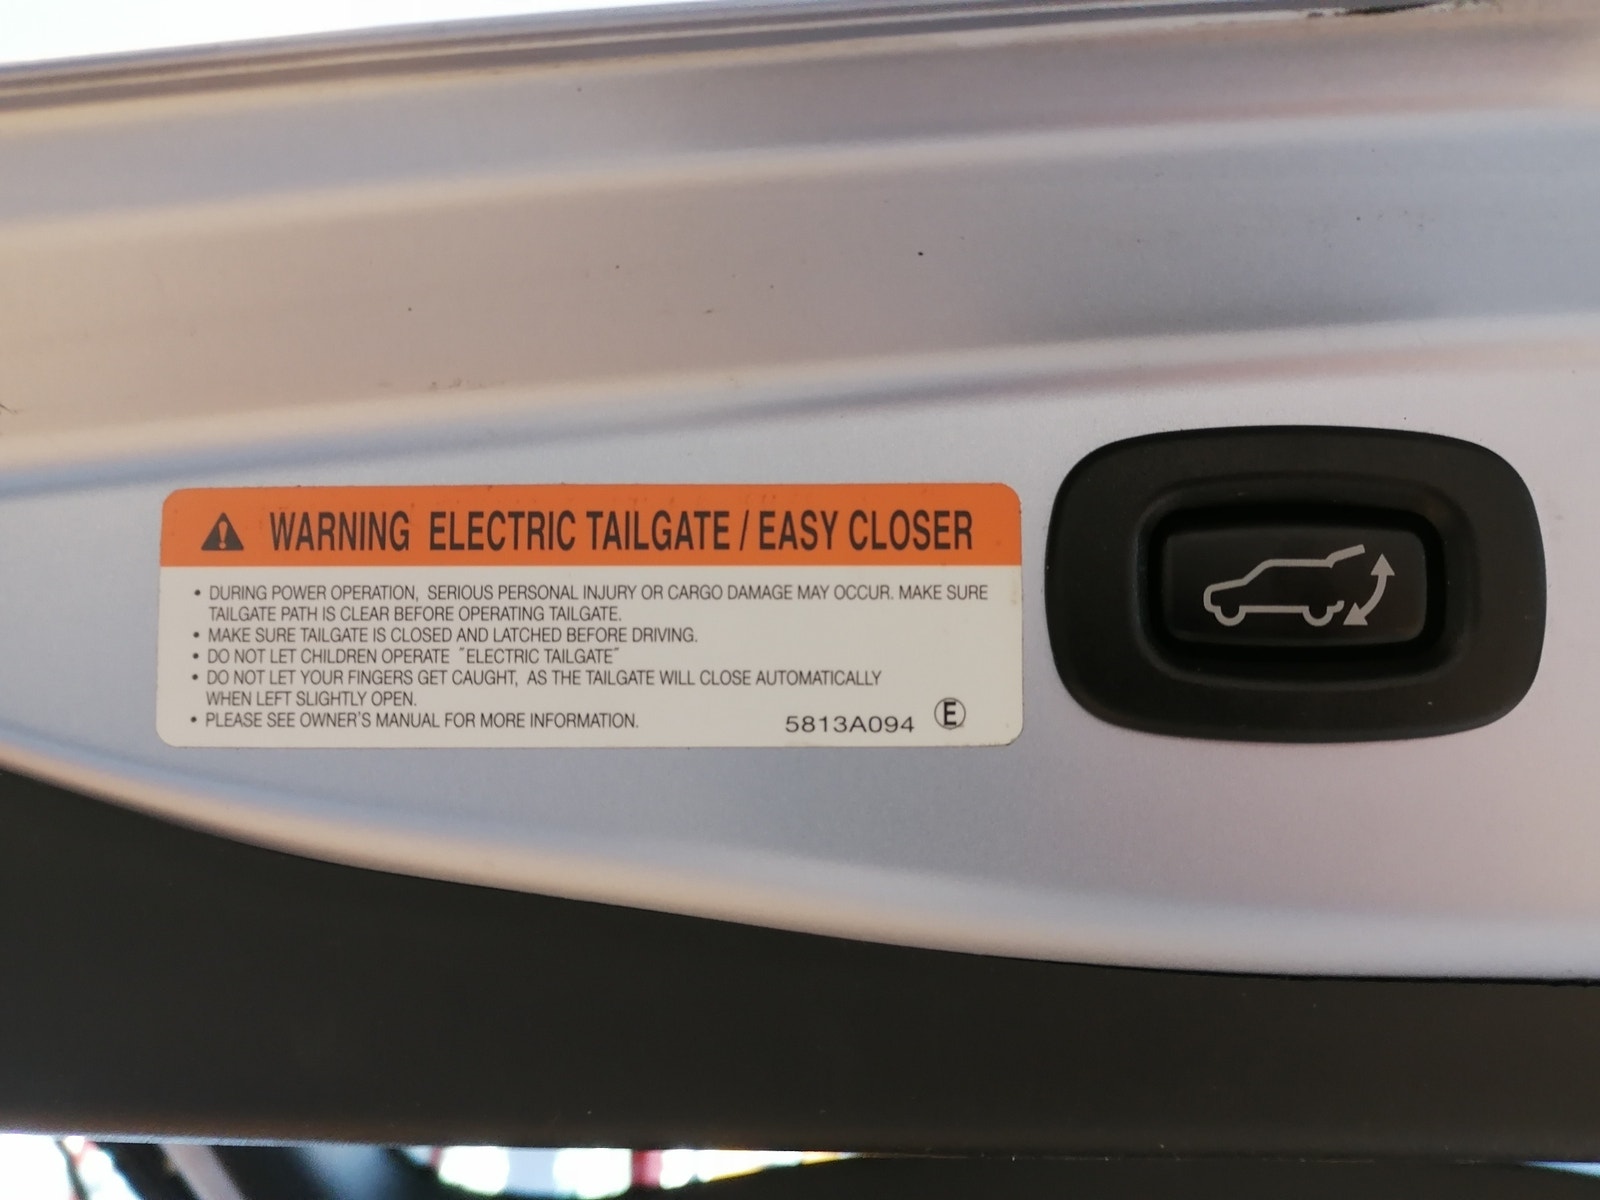 WARNING ELECTRIC TAILGATE / EASY CLOSER
• DURING POWER OPERATION, SERIOUS PERSONAL INJURY OR CARGO DAMAGE MAY OCCUR. MAKE SURE
TAILGATE PATH IS CLEAR BEFORE OPERATING TAILGATE.
• MAKE SURE TAILGATE IS CLOSED AND LATCHED BEFORE DRIVING.
• DO NOT LET CHILDREN OPERATE "ELECTRIC TAILGATE"
• DO NOT LET YOUR FINGERS GET CAUGHT, AS THE TAILGATE WILL CLOSE AUTOMATICALLY
WHEN LEFT SLIGHTLY OPEN.
• PLEASE SEE OWNER'S MANUAL FOR MORE INFORMATION.
5813A094 Ⓔ